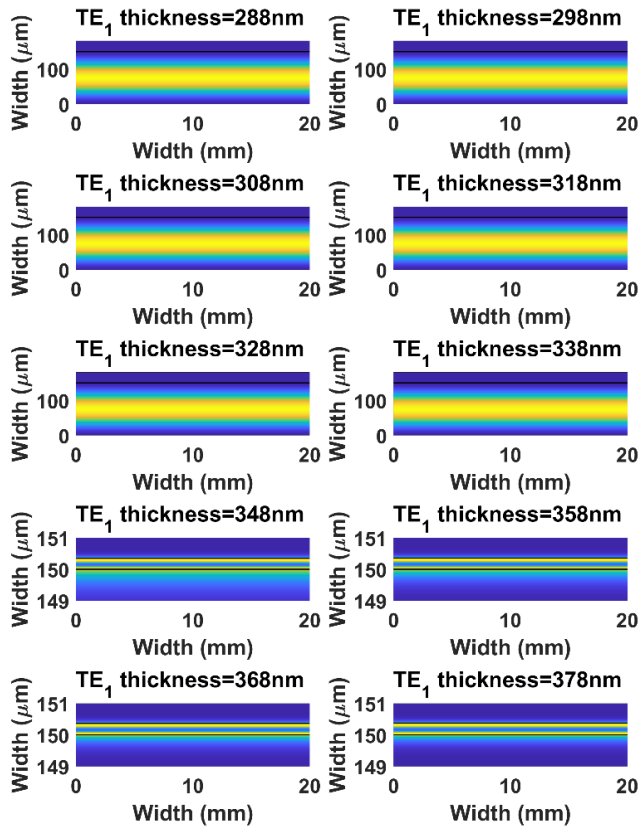 TE1 thickness=288nm
Width (μm)
100
0
0 10 20
Width (mm)
TE1 thickness=298nm
Width (μm)
100
0
0 10 20
Width (mm)
TE1 thickness=308nm
Width (μm)
100
0
0 10 20
Width (mm)
TE1 thickness=318nm
Width (μm)
100
0
0 10 20
Width (mm)
TE1 thickness=328nm
Width (μm)
100
0
0 10 20
Width (mm)
TE1 thickness=338nm
Width (μm)
100
0
0 10 20
Width (mm)
TE1 thickness=348nm
Width (μm)
151
150
149
0 10 20
Width (mm)
TE1 thickness=358nm
Width (μm)
151
150
149
0 10 20
Width (mm)
TE1 thickness=368nm
Width (μm)
151
150
149
0 10 20
Width (mm)
TE1 thickness=378nm
Width (μm)
151
150
149
0 10 20
Width (mm)